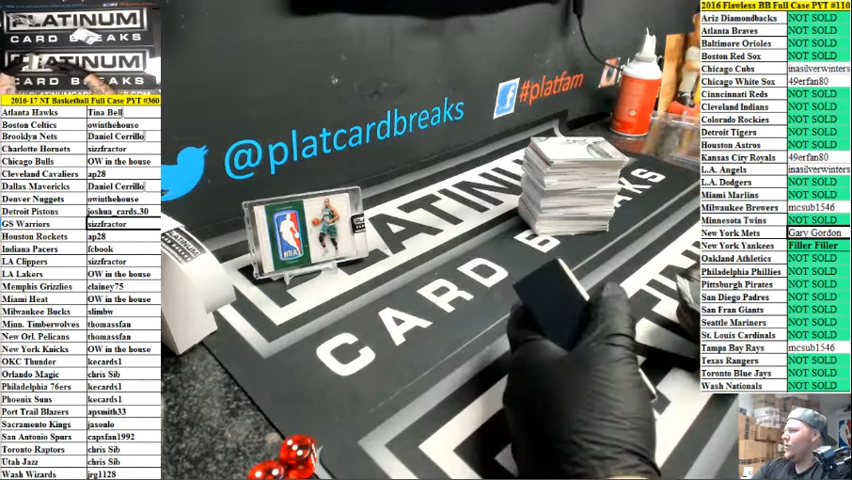 PLATINUM
CARD BREAKS
PLATINUM
CARD BREAKS
2016-17 NT Basketball Full Case PYT #360
Atlanta Hawks Tina Bell
Boston Celtics owinthehouse
Brooklyn Nets Daniel Cerrillo
Charlotte Hornets sizzfractor
Chicago Bulls OW in the house
Cleveland Cavaliers ap28
Dallas Mavericks Daniel Cerrillo
Denver Nuggets owinthehouse
Detroit Pistons joshua_cards.30
GS Warriors sizzfractor
Houston Rockets ap28
Indiana Pacers fcbook
LA Clippers sizzfractor
LA Lakers OW in the house
Memphis Grizzlies clainey75
Miami Heat OW in the house
Milwaukee Bucks slimbw
Minn. Timberwolves thomassfan
New Orl. Pelicans thomassfan
New York Knicks OW in the house
OKC Thunder kecards1
Orlando Magic chris Sib
Philadelphia 76ers kecards1
Phoenix Suns kecards1
Port Trail Blazers apsmith33
Sacramento Kings jasonlo
San Antonio Spurs capsfan1992
Toronto Raptors chris Sib
Utah Jazz chris Sib
Wash Wizards jrg1128
@platcardbreaks
#platfam
NBA
PLATINUM
CARD BREAKS
2016 Flawless BB Full Case PYT #110
Ariz Diamondbacks NOT SOLD
Atlanta Braves NOT SOLD
Baltimore Orioles NOT SOLD
Boston Red Sox NOT SOLD
Chicago Cubs inasilverwinters
Chicago White Sox 49erfan80
Cinncinati Reds NOT SOLD
Cleveland Indians NOT SOLD
Colorado Rockies NOT SOLD
Detroit Tigers NOT SOLD
Houston Astros NOT SOLD
Kansas City Royals 49erfan80
L.A. Angels inasilverwinters
L.A. Dodgers NOT SOLD
Miami Marlins NOT SOLD
Milwaukee Brewers mcsub1546
Minnesota Twins NOT SOLD
New York Mets Gary Gordon
New York Yankees Filler Filler
Oakland Athletics NOT SOLD
Philadelphia Phillies NOT SOLD
Pittsburgh Pirates NOT SOLD
San Diego Padres NOT SOLD
San Fran Giants NOT SOLD
Seattle Mariners NOT SOLD
St. Louis Cardinals NOT SOLD
Tampa Bay Rays mcsub1546
Texas Rangers NOT SOLD
Toronto Blue Jays NOT SOLD
Wash Nationals NOT SOLD